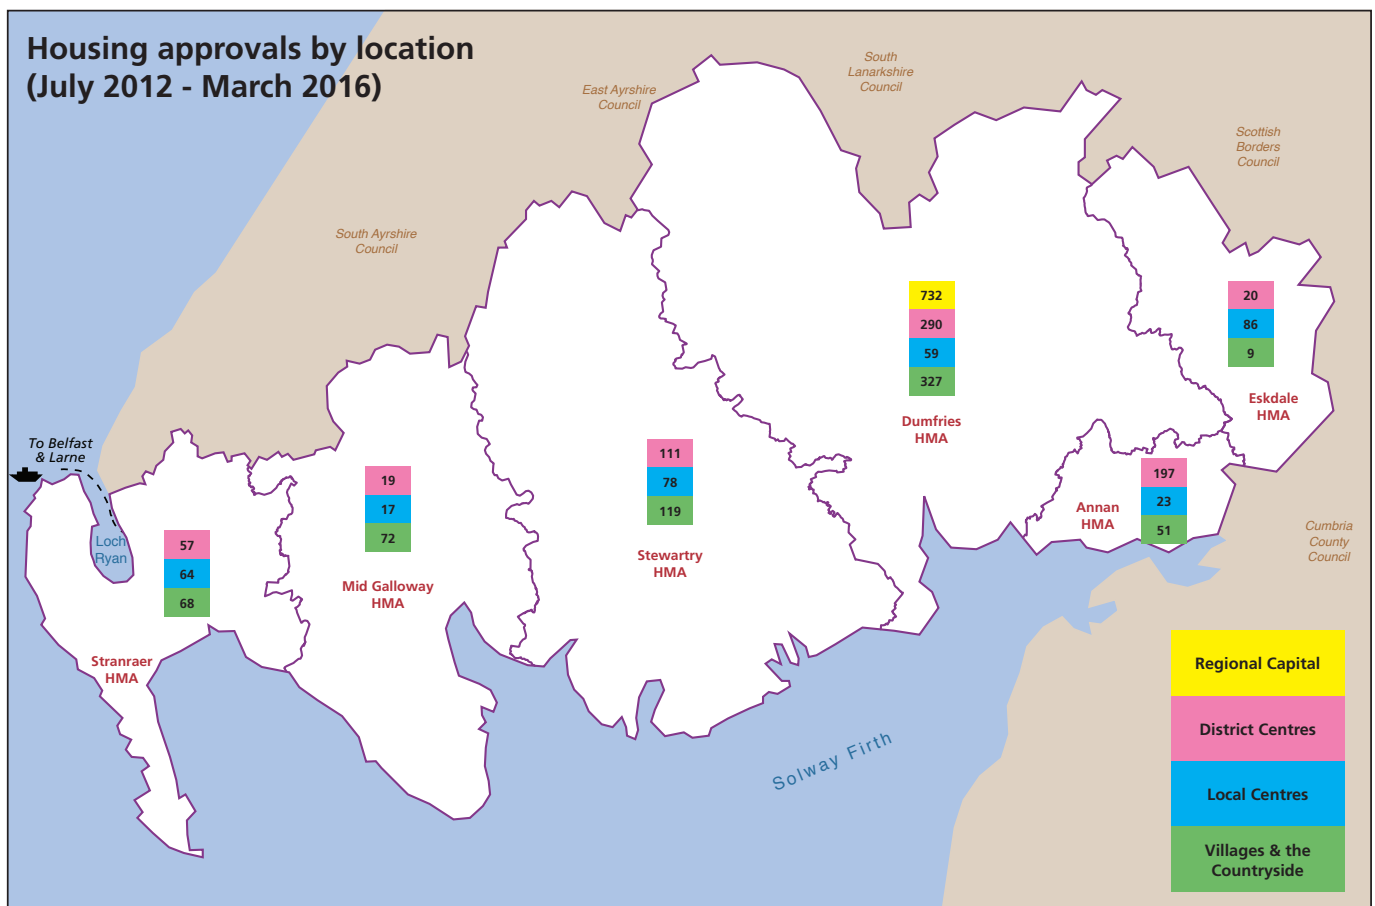 Housing approvals by location
(July 2012 - March 2016)
South
Lanarkshire
Council
East Ayrshire
Council
Scottish
Borders
Council
South Ayrshire
Council
732
290
59
327
Dumfries
HMA
20
86
9
Eskdale
HMA
To Belfast
& Larne
111
78
119
Stewartry
HMA
19
17
72
Mid Galloway
HMA
197
23
51
Annan
HMA
Loch
Ryan
57
64
68
Stranraer
HMA
Cumbria
County
Council
Solway Firth
Regional Capital
District Centres
Local Centres
Villages & the
Countryside